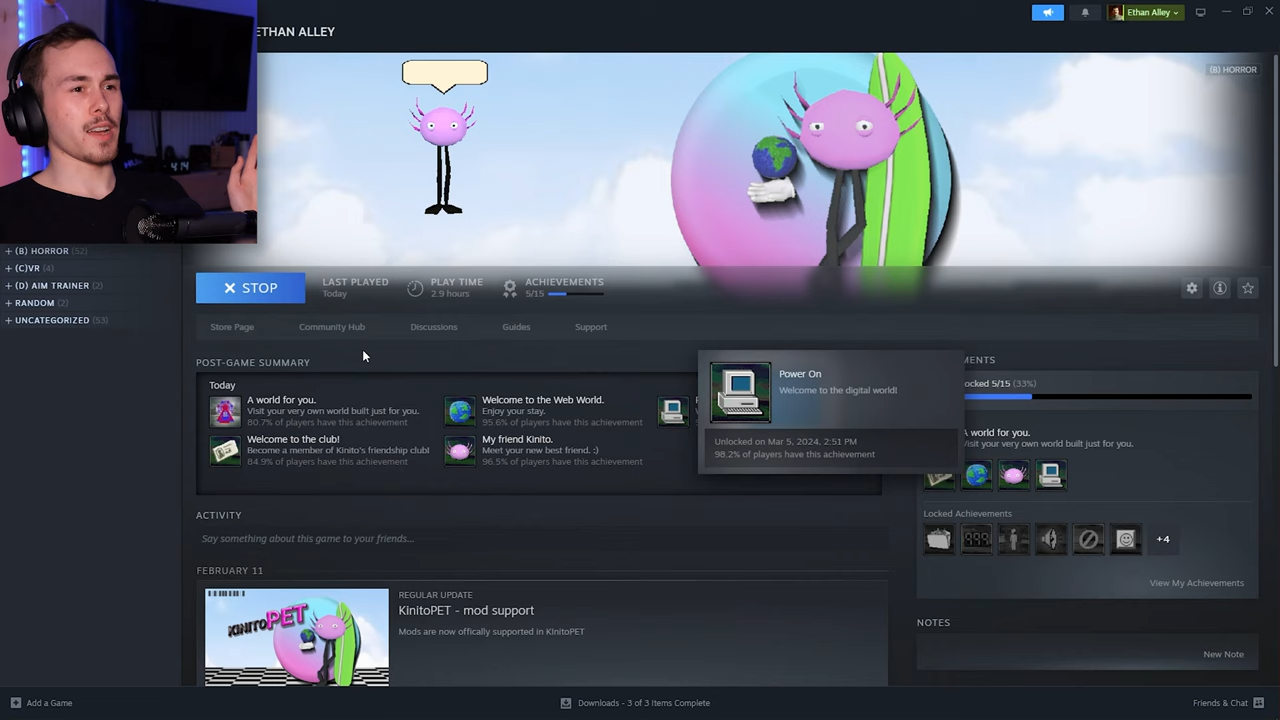 ETHAN ALLEY
Ethan Alley
(B) HORROR
4:14
+ (B) HORROR (52)
+ (C)VR (4)
+ (D) AIM TRAINER (2)
+ RANDOM (2)
+ UNCATEGORIZED (53)
X STOP
LAST PLAYED
Today
PLAY TIME
2.9 hours
ACHIEVEMENTS
5/15
Store Page
Community Hub
Discussions
Guides
Support
POST-GAME SUMMARY
Today
A world for you.
Visit your very own world built just for you.
80.7% of players have this achievement
Welcome to the Web World.
Enjoy your stay.
95.6% of players have this achievement
Welcome to the club!
Become a member of Kinito's friendship club!
84.9% of players have this achievement
My friend Kinito.
Meet your new best friend. :)
96.5% of players have this achievement
Power On
Welcome to the digital world!
Unlocked on Mar 5, 2024, 2:51 PM
98.2% of players have this achievement
MENTS
ocked 5/15 (33%)
A world for you.
Visit your very own world built just for you.
Locked Achievements
999
+4
View My Achievements
ACTIVITY
Say something about this game to your friends...
FEBRUARY 11
KINITOPET
REGULAR UPDATE
KinitoPET - mod support
Mods are now offically supported in KInitoPET
NOTES
New Note
Add a Game
Downloads - 3 of 3 Items Complete
Friends & Chat